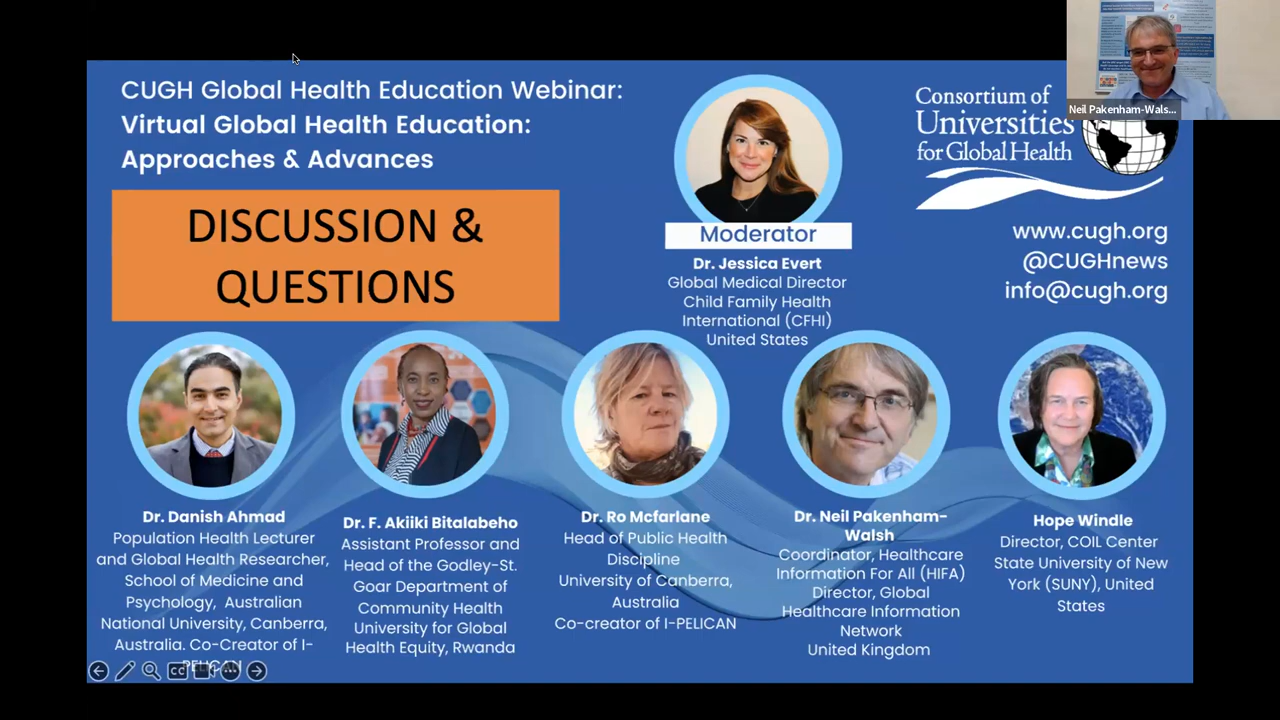 CUGH Global Health Education Webinar:
Virtual Global Health Education:
Approaches & Advances
DISCUSSION &
QUESTIONS
Moderator
Dr. Jessica Evert
Global Medical Director
Child Family Health
International (CFHI)
United States
Neil Pakenham-Wals...
Consortium of
Universities
for Global Health
www.cugh.org
@CUGHnews
info@cugh.org
Dr. Danish Ahmad
Population Health Lecturer
and Global Health Researcher,
School of Medicine and
Psychology, Australian
National University, Canberra,
Australia. Co-Creator of I-
PELICAN
Dr. F. Akiiki Bitalabeho
Assistant Professor and
Head of the Godley-St.
Goar Department of
Community Health
University for Global
Health Equity, Rwanda
Dr. Ro Mcfarlane
Head of Public Health
Discipline
University of Canberra,
Australia
Co-creator of I-PELICAN
Dr. Neil Pakenham-
Walsh
Coordinator, Healthcare
Information For All (HIFA)
Director, Global
Healthcare Information
Network
United Kingdom
Hope Windle
Director, COIL Center
State University of New
York (SUNY), United
States
CC